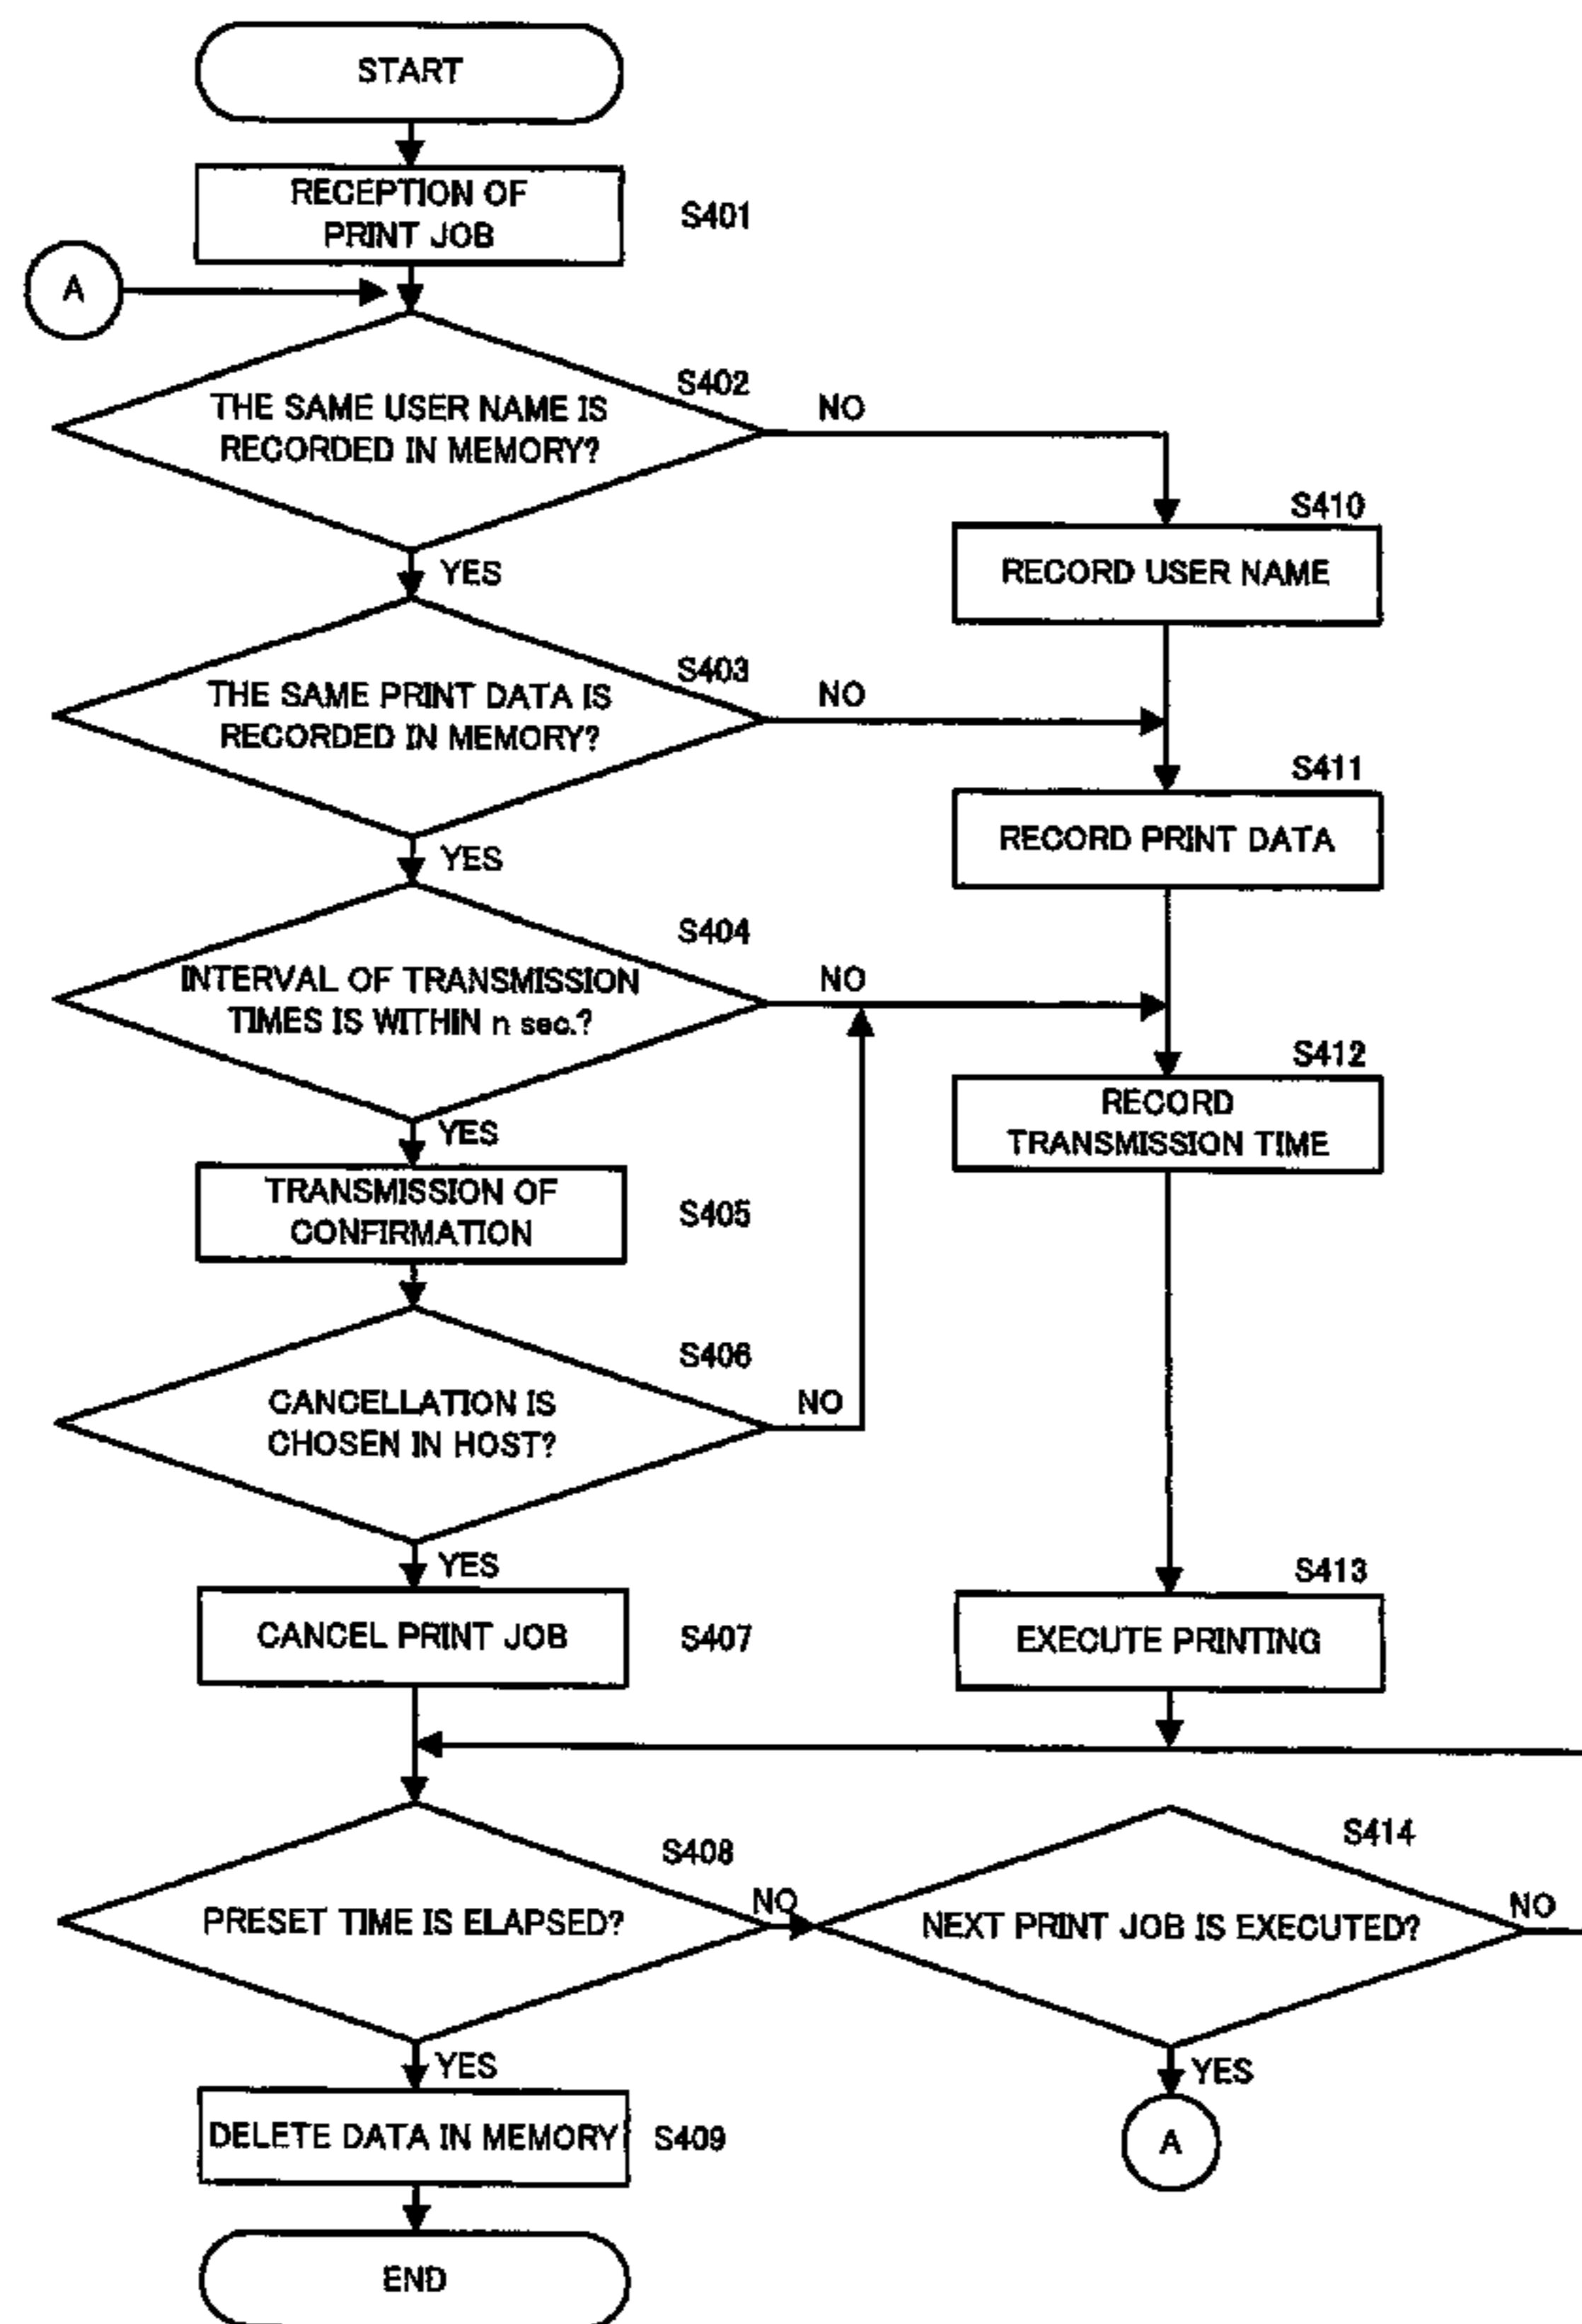 START
RECEPTION OF
PRINT JOB
S401
A
S402
THE SAME USER NAME IS
RECORDED IN MEMORY?
NO
S410
RECORD USER NAME
YES
S403
THE SAME PRINT DATA IS
RECORDED IN MEMORY?
NO
S411
RECORD PRINT DATA
YES
S404
INTERVAL OF TRANSMISSION
TIMES IS WITHIN n sec.?
NO
S412
RECORD
TRANSMISSION TIME
YES
TRANSMISSION OF
CONFIRMATION
S405
S406
CANCELLATION IS
CHOSEN IN HOST?
NO
YES
S413
CANCEL PRINT JOB
S407
EXECUTE PRINTING
S408
PRESET TIME IS ELAPSED?
NO
S414
NEXT PRINT JOB IS EXECUTED?
NO
YES
YES
DELETE DATA IN MEMORY
S409
A
END